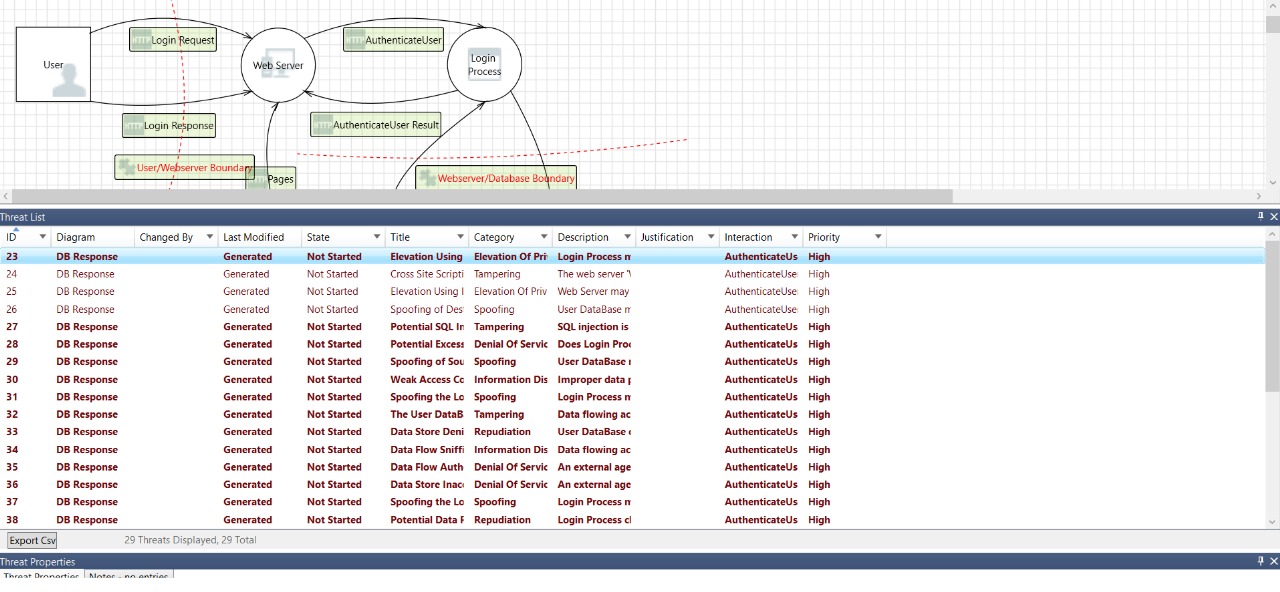 Login Request
AuthenticateUser
User
Web Server
Login
Process
Login Response
AuthenticateUser Result
User/Webserver Boundary
Pages
Webserver/Database Boundary
Threat List
ID Diagram Changed By Last Modified State Title Category Description Justification Interaction Priority
23 DB Response Generated Not Started Elevation Using Elevation Of Pri Login Process m AuthenticateUs High
24 DB Response Generated Not Started Cross Site Scripti Tampering The web server 'W AuthenticateUser High
25 DB Response Generated Not Started Elevation Using I Elevation Of Priv Web Server may AuthenticateUser High
26 DB Response Generated Not Started Spoofing of Des Spoofing User DataBase m AuthenticateUser High
27 DB Response Generated Not Started Potential SQL In Tampering SQL injection is AuthenticateUs High
28 DB Response Generated Not Started Potential Excess Denial Of Servic Does Login Proc AuthenticateUs High
29 DB Response Generated Not Started Spoofing of Sou Spoofing User DataBase AuthenticateUs High
30 DB Response Generated Not Started Weak Access Co Information Dis Improper data p AuthenticateUs High
31 DB Response Generated Not Started Spoofing the Lo Spoofing Login Process m AuthenticateUs High
32 DB Response Generated Not Started The User DataB Tampering Data flowing ac AuthenticateUs High
33 DB Response Generated Not Started Data Store Deni Repudiation User DataBase c AuthenticateUs High
34 DB Response Generated Not Started Data Flow Sniffi Information Dis Data flowing ac AuthenticateUs High
35 DB Response Generated Not Started Data Flow Auth Denial Of Servic An external age AuthenticateUs High
36 DB Response Generated Not Started Data Store Inacc Denial Of Servic An external age AuthenticateUs High
37 DB Response Generated Not Started Spoofing the Lo Spoofing Login Process m AuthenticateUs High
38 DB Response Generated Not Started Potential Data R Repudiation Login Process cl AuthenticateUs High
Export Csv 29 Threats Displayed, 29 Total
Threat Properties
Threat Properties Notes - no entries